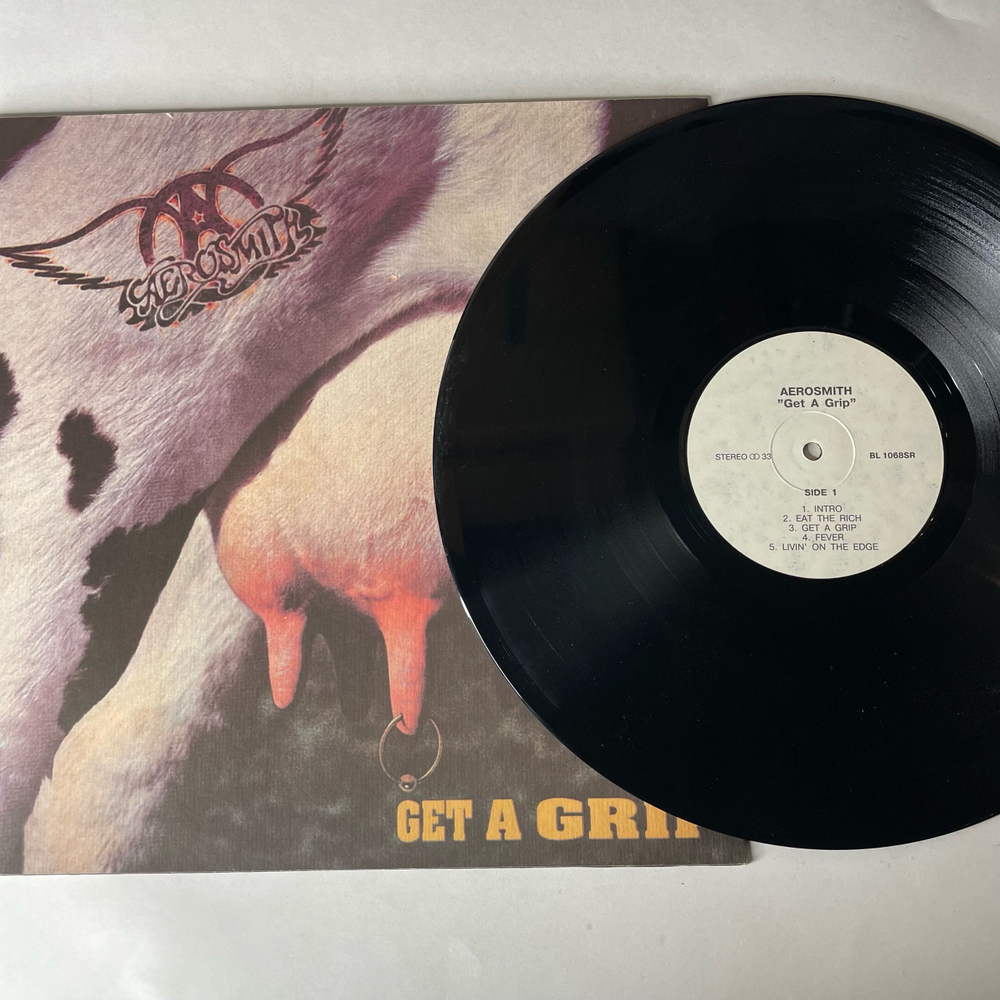 AEROSMITH
GET A GRIP
AEROSMITH
"Get A Grip"
STEREO 33
BL 1068SR
SIDE 1
1. INTRO
2. EAT THE RICH
3. GET A GRIP
4. FEVER
5. LIVIN' ON THE EDGE